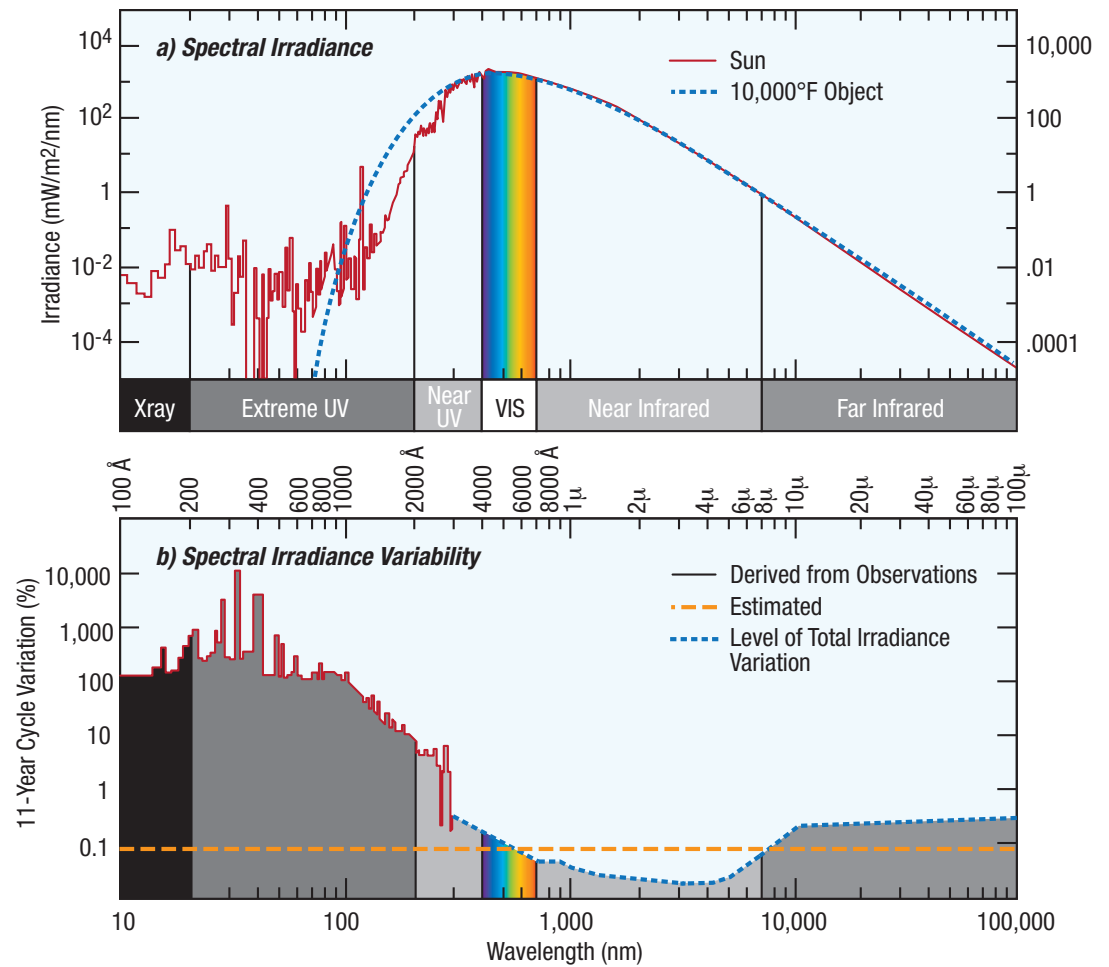 a) Spectral Irradiance
Sun
10,000°F Object
10⁴
10²
1
10⁻²
10⁻⁴
Irradiance (mW/m2/nm)
10,000
100
1
.01
.0001
Xray
Extreme UV
Near
UV
VIS
Near Infrared
Far Infrared
100 Å
200
400
600
800
1000
2000 Å
4000
6000
8000 Å
1µ
2µ
4µ
6µ
8µ
10µ
20µ
40µ
60µ
80µ
100µ
b) Spectral Irradiance Variability
Derived from Observations
Estimated
Level of Total Irradiance
Variation
10,000
1,000
100
10
1
0.1
11-Year Cycle Variation (%)
10
100
1,000
10,000
100,000
Wavelength (nm)